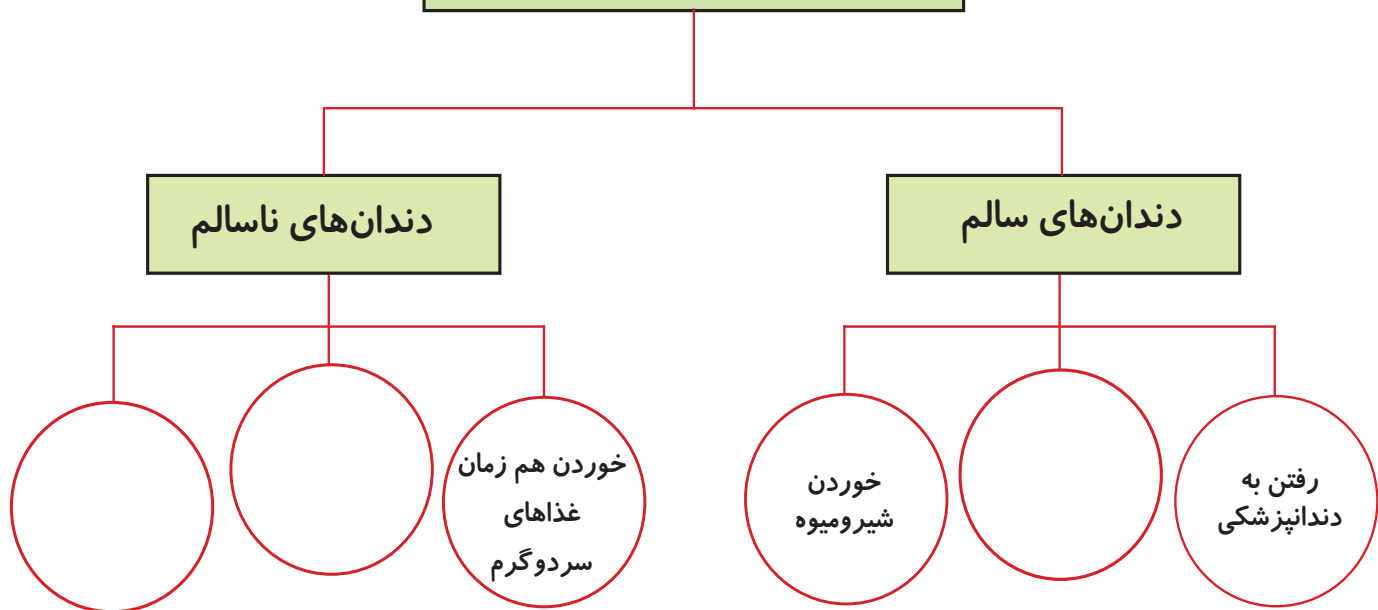 دندان‌های سالم
دندان‌های ناسالم
رفتن به
دندانپزشکی
خوردن
شیرومیوه
خوردن هم زمان
غذاهای
سردوگرم